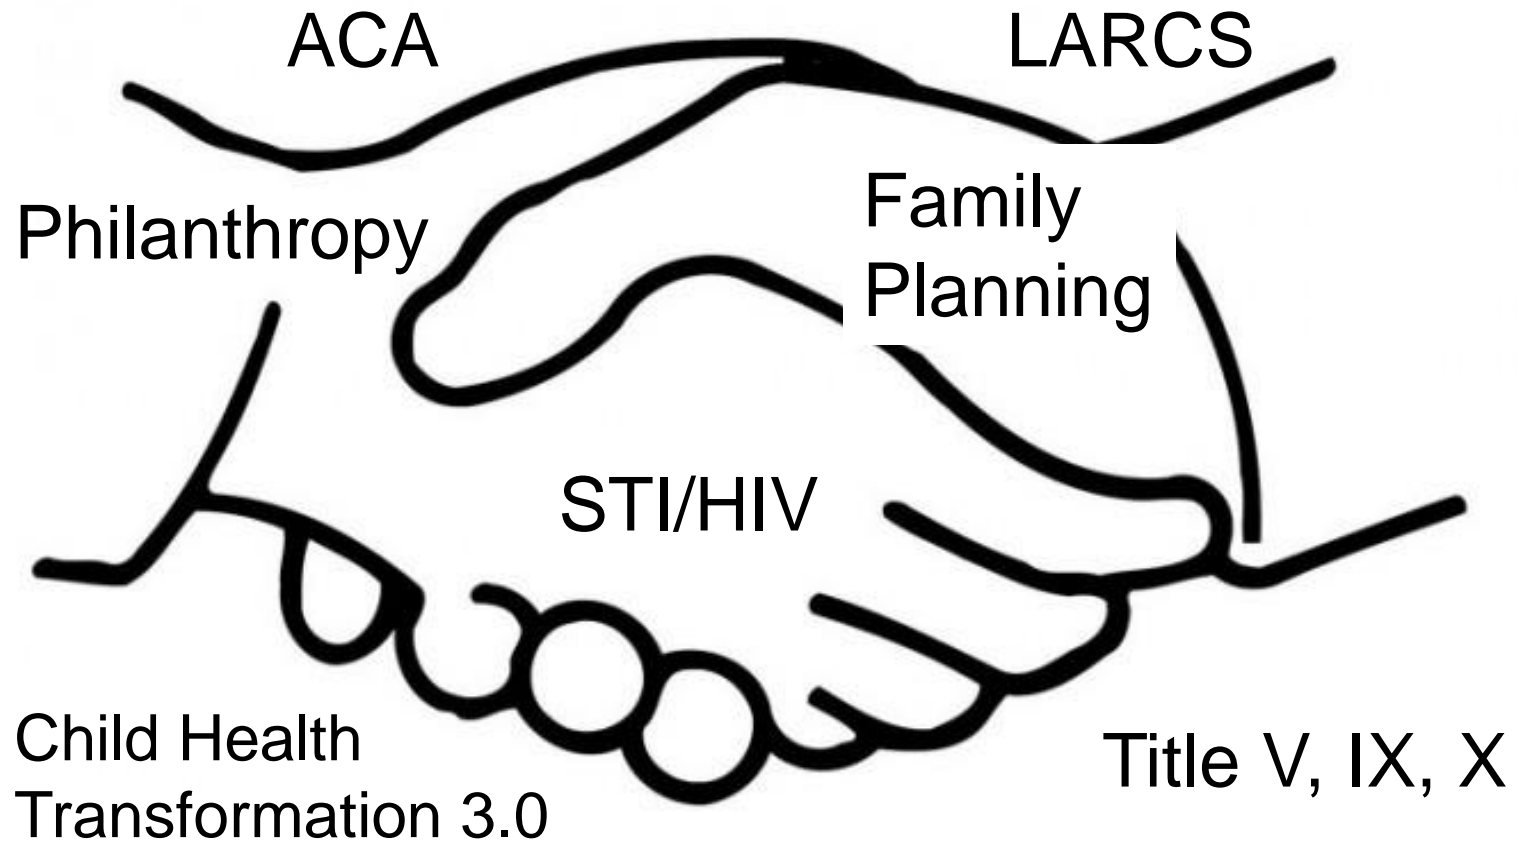 ACA
LARCS
Philanthropy
Family
Planning
STI/HIV
Child Health
Transformation 3.0
Title V, IX, X